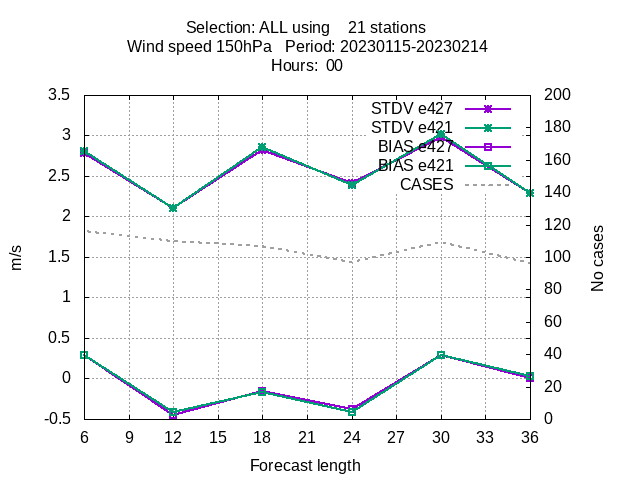 Selection: ALL using    21 stations
Wind speed 150hPa   Period: 20230115-20230214
Hours:  00
3.5
3
2.5
2
1.5
1
0.5
0
-0.5
200
180
160
140
120
100
80
60
40
20
0
STDV e427
STDV e421
BIAS e427
BIAS e421
CASES
m/s
No cases
6 9 12 15 18 21 24 27 30 33 36
Forecast length